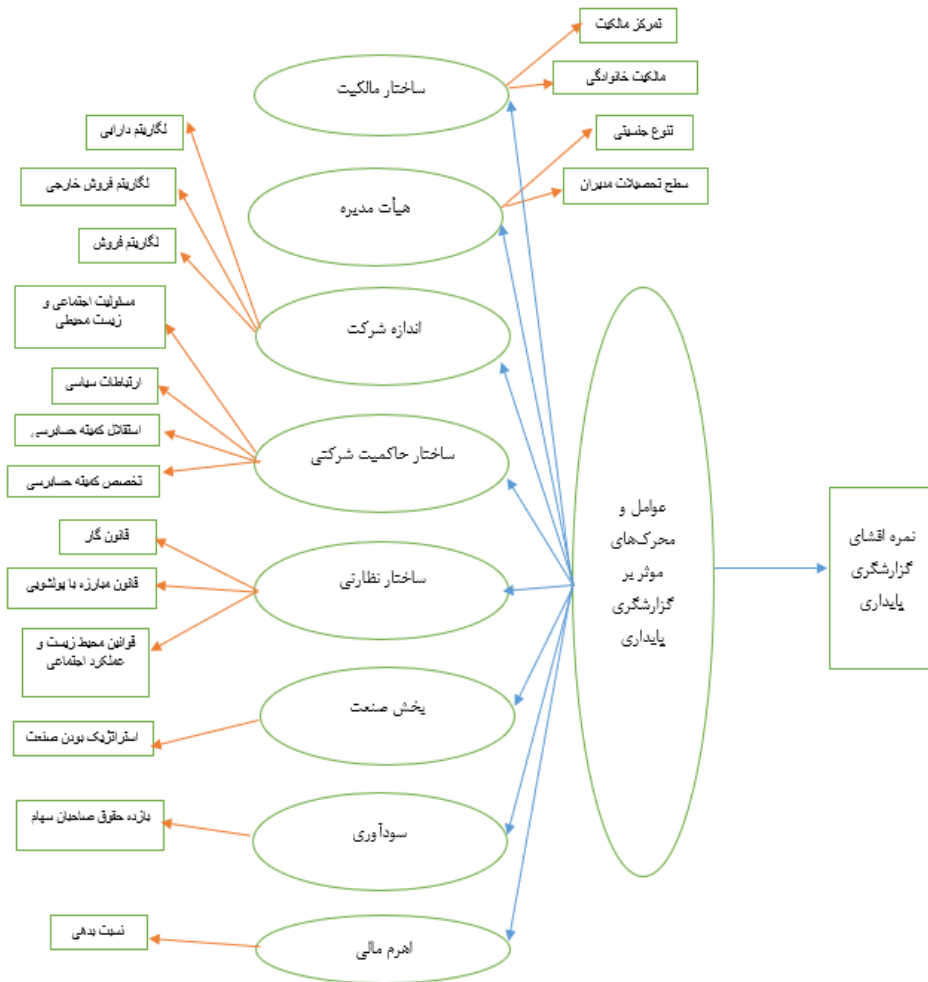 تمرکز مالکیت
مالکیت خانوادگی
ساختار مالکیت
تنوع جنسیتی
سطح تحصیلات مدیران
هیأت مدیره
لگاریتم دارایی
لگاریتم فروش خارجی
لگاریتم فروش
اندازه شرکت
مسئولیت اجتماعی و
زیست محیطی
ارتباطات سیاسی
استقلال کمیته حسابرسی
تخصص کمیته حسابرسی
ساختار حاکمیت شرکتی
قانون گار
قانون مبارزه با پولشویی
قوانین محیط زیست و
عملکرد اجتماعی
ساختار نظارتی
بخش صنعت
استراتژیک بودن صنعت
سودآوری
بازده حقوق صاحبان سهام
اهرم مالی
نسبت بدهی
عوامل و
محرک‌های
موثر بر
گزارشگری
پایداری
نمره افشای
گزارشگری
پایداری